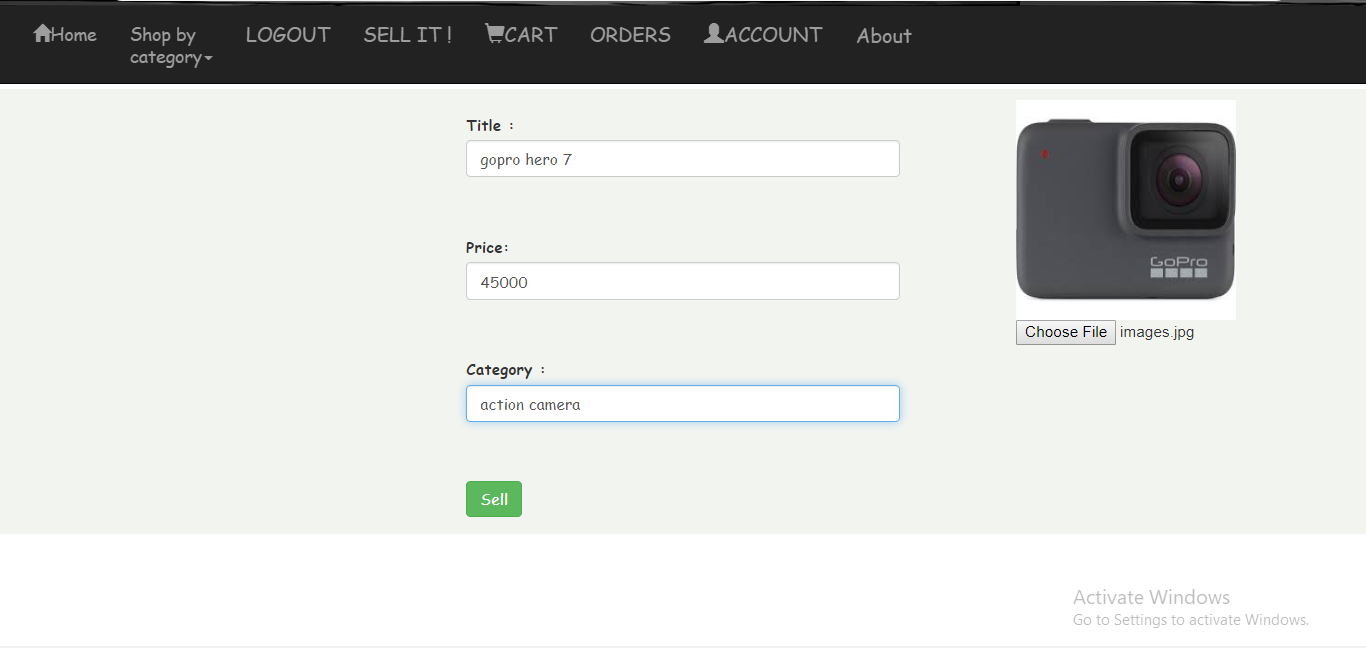 Home
Shop by
category
LOGOUT
SELL IT !
CART
ORDERS
ACCOUNT
About
Title :
gopro hero 7
Price:
45000
Category :
action camera
Sell
GoPro
Choose File images.jpg
Activate Windows
Go to Settings to activate Windows.